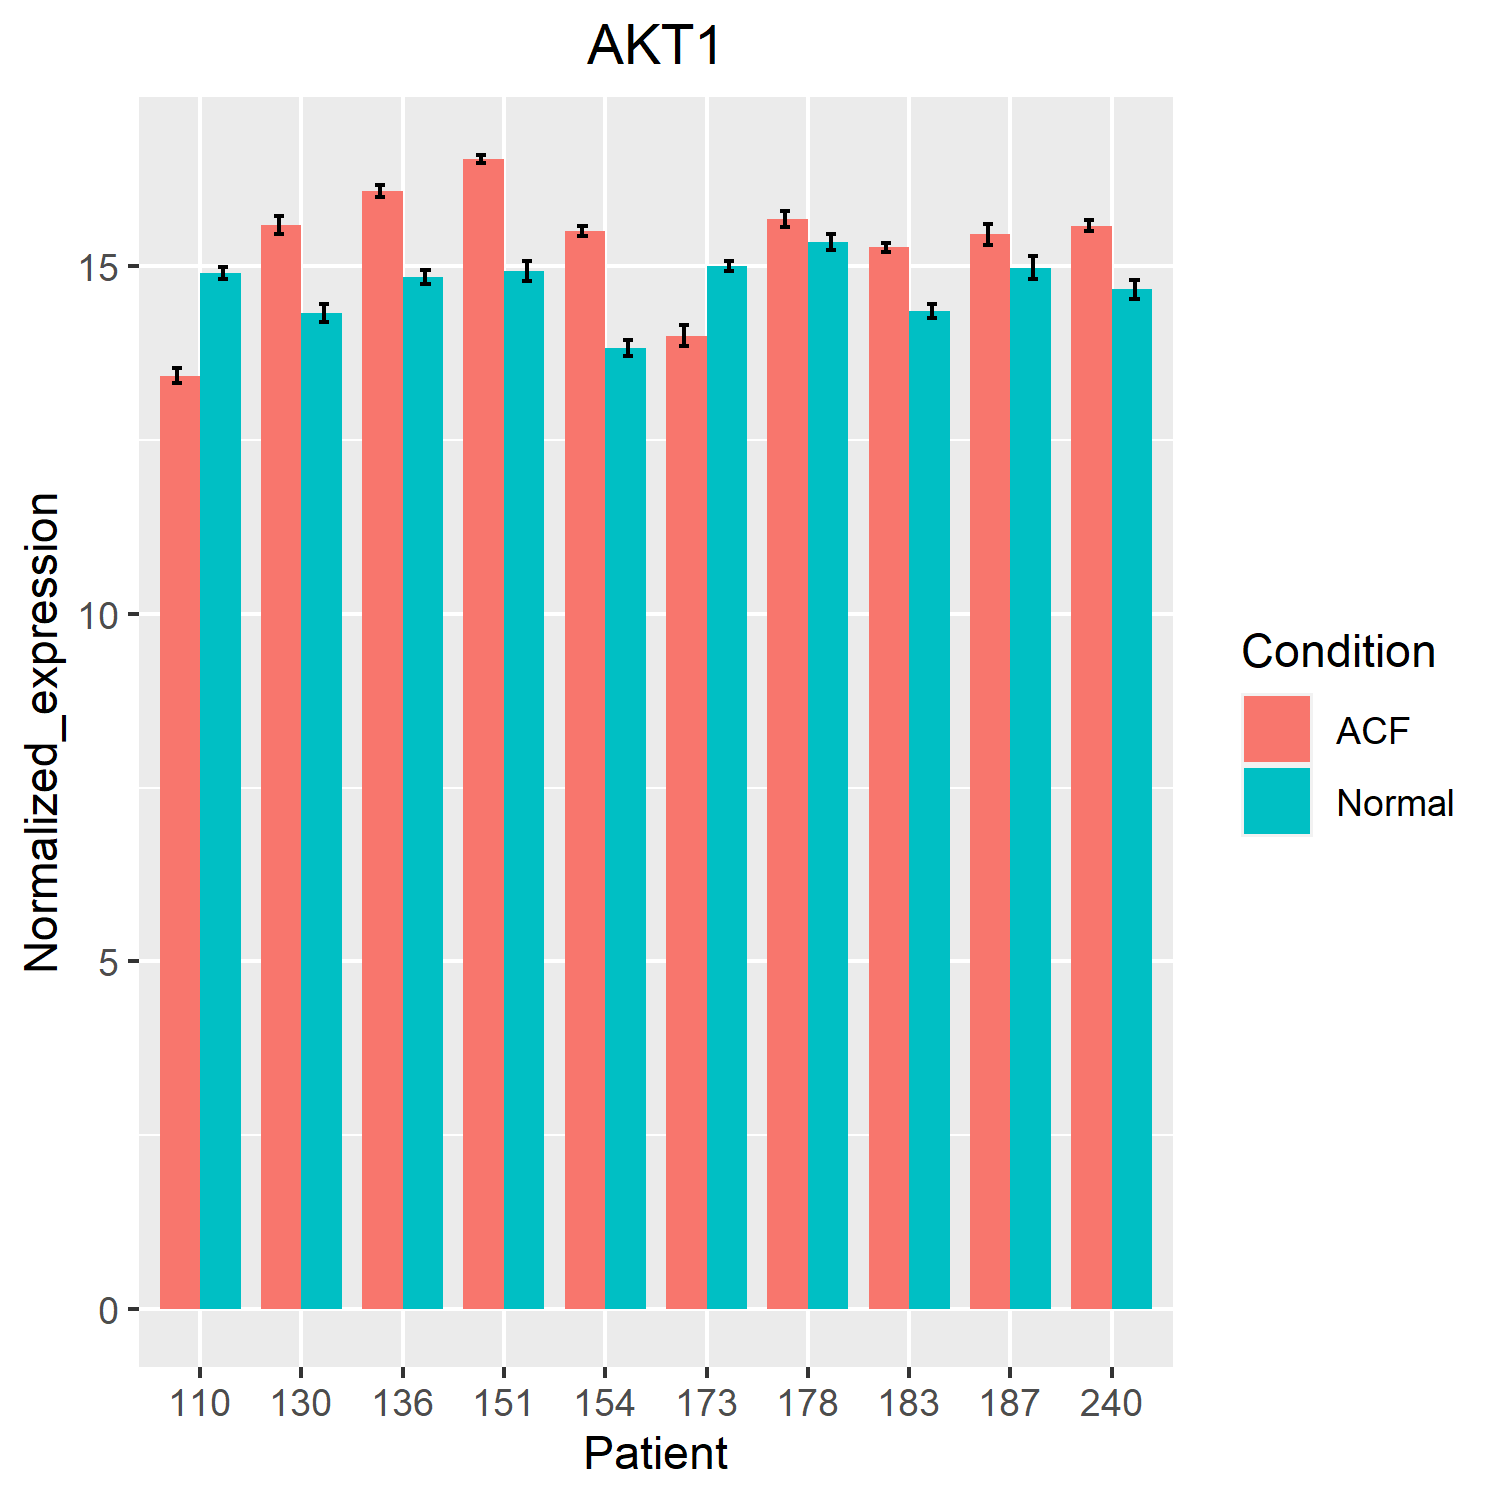 AKT1
Normalized_expression
15
10
5
0
110 130 136 151 154 173 178 183 187 240
Patient
Condition
ACF
Normal